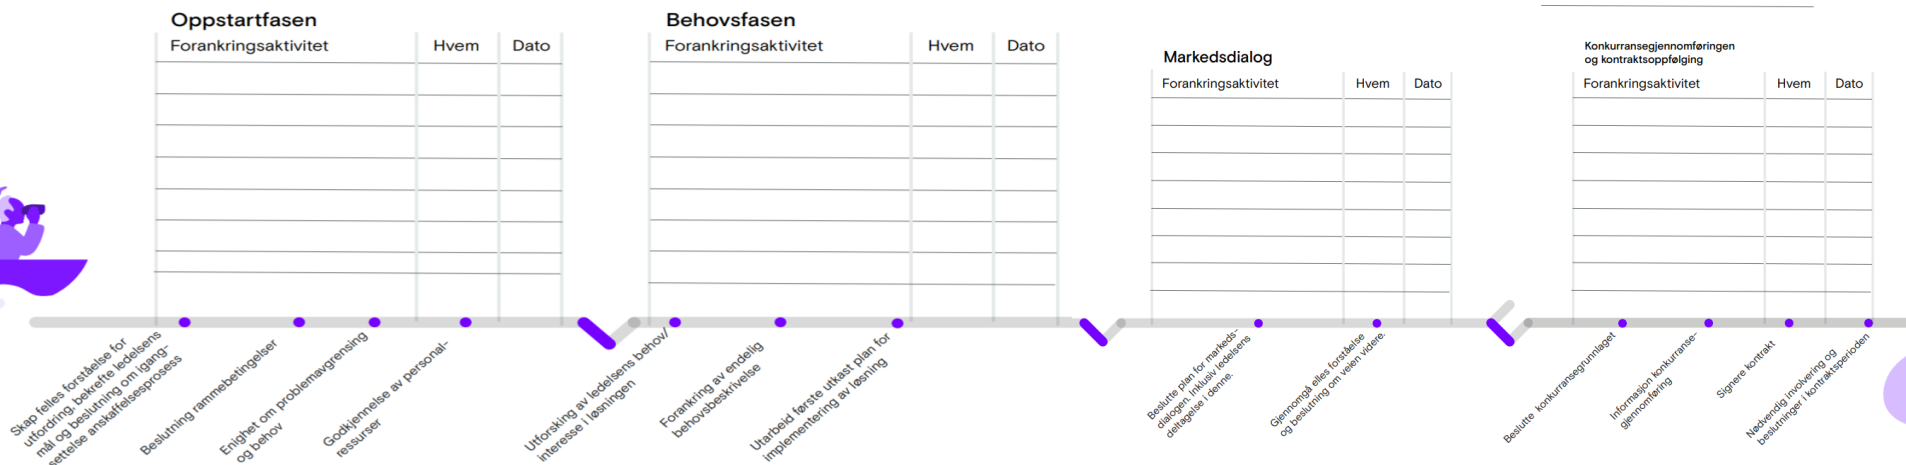 Oppstartfasen
Forankringsaktivitet Hvem Dato
Behovsfasen
Forankringsaktivitet Hvem Dato
Markedsdialog
Forankringsaktivitet Hvem Dato
Konkurransegjennomføringen
og kontraktsoppfølging
Forankringsaktivitet Hvem Dato
Skap felles forståelse for
utfordring, bekrefte ledelsens
mål og beslutning om igang-
settelse anskaffelsesprosess
Beslutning rammebetingelser
Enighet om problemavgrensing
og behov
Godkjennelse av personal-
ressurser
Utforsking av ledelsens behov/
interesse i løsningen
Forankring av endelig
behovsbeskrivelse
Utarbeid første utkast plan for
implementering av løsning
Beslutte plan for markeds-
dialogen. Inklusiv ledelsens
deltagelse i denne.
Gjennomgå elles forståelse
og beslutning om veien videre.
Beslutte konkurransegrunnlaget
Informasjon konkurranse-
gjennomføring
Signere kontrakt
Nødvendig involvering og
beslutninger i kontraktsperioden